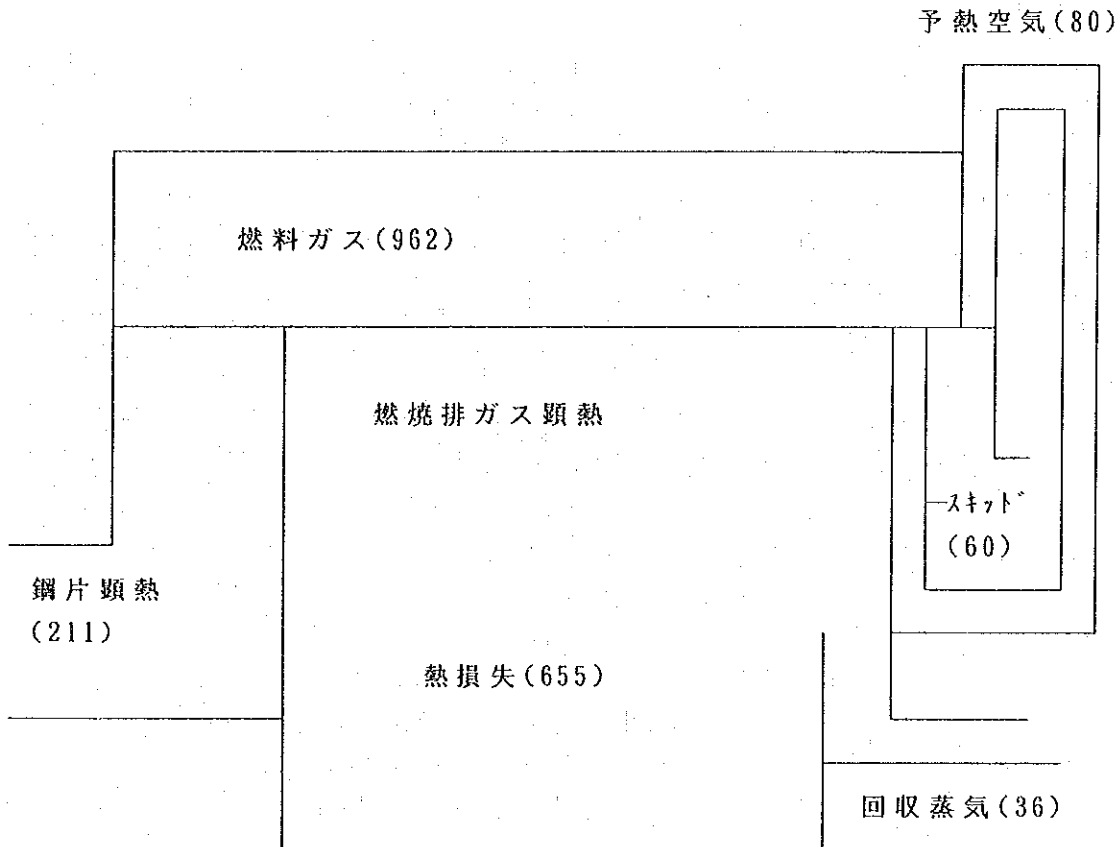 予熱空気(80)
燃料ガス(962)
燃焼排ガス顕熱
スキッド
(60)
鋼片顕熱
(211)
熱損失(655)
回収蒸気(36)